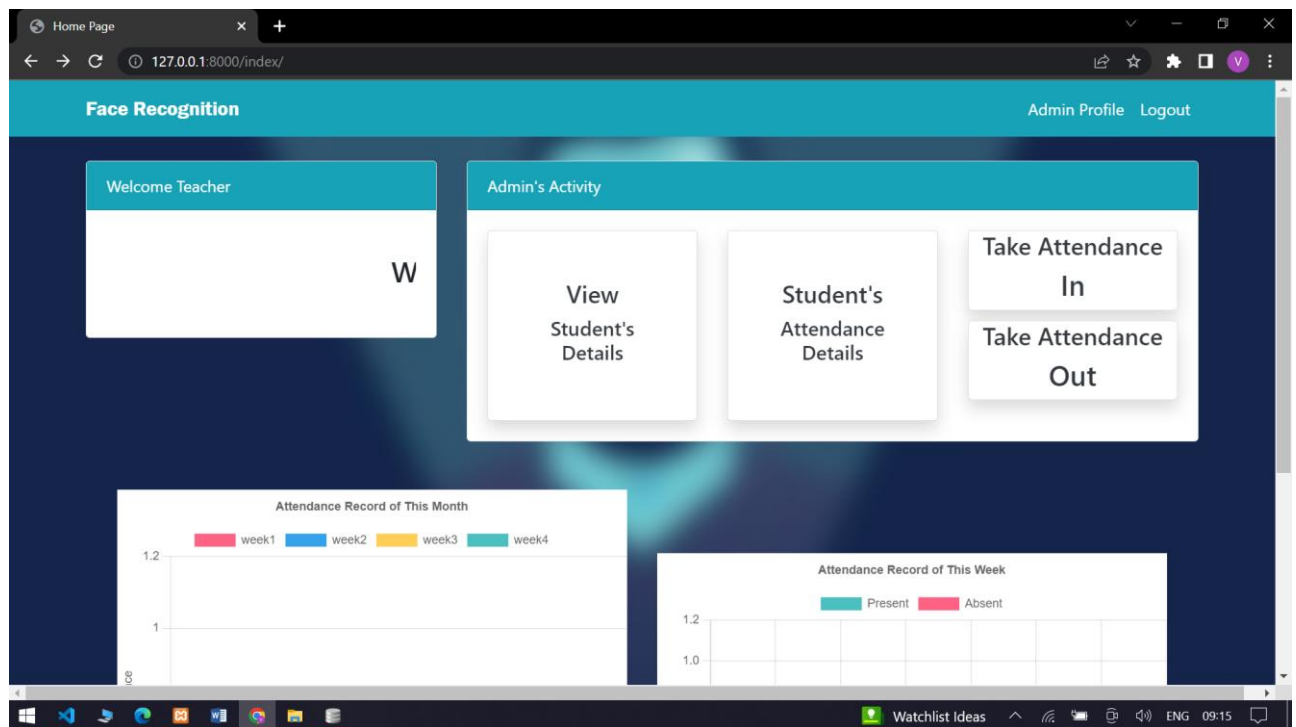 Home Page
127.0.0.1:8000/index/
V
Face Recognition
Admin Profile Logout
Welcome Teacher
W
Admin's Activity
View
Student's
Details
Student's
Attendance
Details
Take Attendance
In
Take Attendance
Out
Attendance Record of This Month
week1 week2 week3 week4
1.2
1
Attendance Record of This Week
Present Absent
1.2
1.0
Watchlist Ideas
ENG 09:15